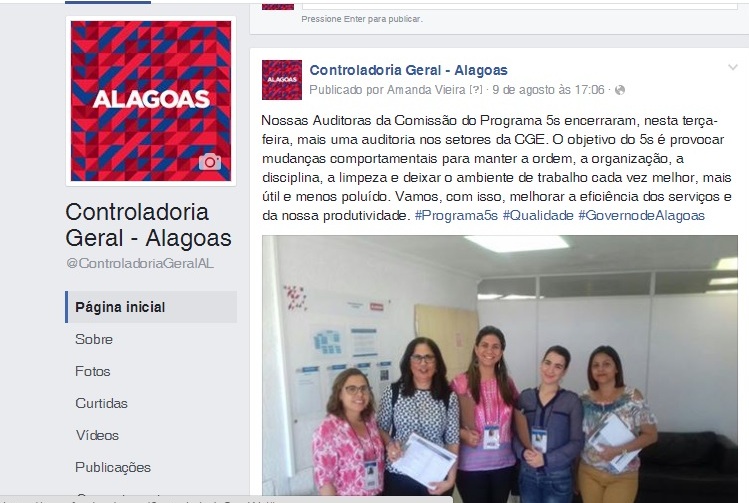 Pressione Enter para publicar.
ALAGOAS
Controladoria
Geral - Alagoas
@ControladoriaGeralAL
Página inicial
Sobre
Fotos
Curtidas
Vídeos
Publicações
ALAGOAS
Controladoria Geral - Alagoas
Publicado por Amanda Vieira [?] · 9 de agosto às 17:06 ·
Nossas Auditoras da Comissão do Programa 5s encerraram, nesta terça-
feira, mais uma auditoria nos setores da CGE. O objetivo do 5s é provocar
mudanças comportamentais para manter a ordem, a organização, a
disciplina, a limpeza e deixar o ambiente de trabalho cada vez melhor, mais
útil e menos poluído. Vamos, com isso, melhorar a eficiência dos serviços e
da nossa produtividade. #Programa5s #Qualidade #GovernodeAlagoas